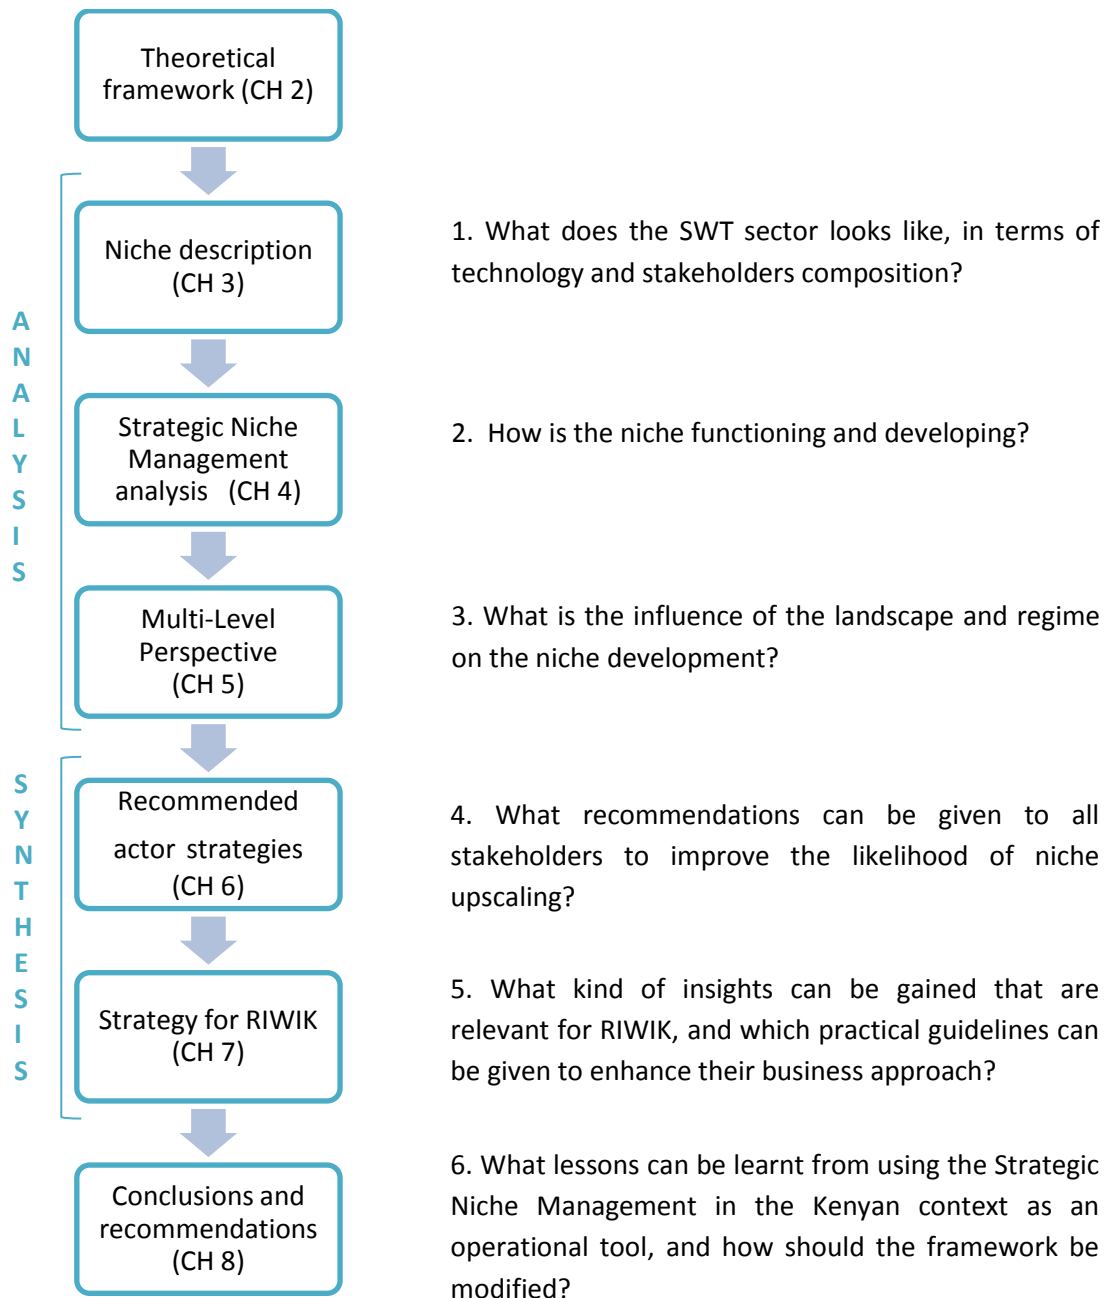 Theoretical
framework (CH 2)
Niche description
(CH 3)
1. What does the SWT sector looks like, in terms of
technology and stakeholders composition?
A
N
A
L
Y
S
I
S
Strategic Niche
Management
analysis (CH 4)
2. How is the niche functioning and developing?
Multi-Level
Perspective
(CH 5)
3. What is the influence of the landscape and regime
on the niche development?
S
Y
N
T
H
E
S
I
S
Recommended
actor strategies
(CH 6)
4. What recommendations can be given to all
stakeholders to improve the likelihood of niche
upscaling?
Strategy for RIWIK
(CH 7)
5. What kind of insights can be gained that are
relevant for RIWIK, and which practical guidelines can
be given to enhance their business approach?
Conclusions and
recommendations
(CH 8)
6. What lessons can be learnt from using the Strategic
Niche Management in the Kenyan context as an
operational tool, and how should the framework be
modified?